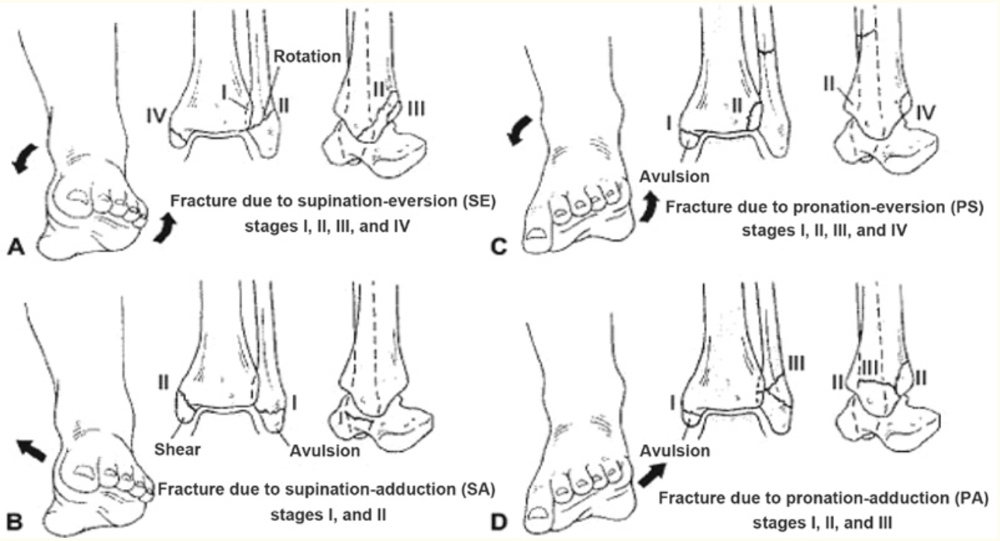 Rotation
I
II
IV
II
III
Fracture due to supination-eversion (SE)
stages I, II, III, and IV
A
II
I
II
IV
Avulsion
Fracture due to pronation-eversion (PS)
stages I, II, III, and IV
C
II
I
Shear
Avulsion
Fracture due to supination-adduction (SA)
stages I, and II
B
III
I
II
III
II
Avulsion
Fracture due to pronation-adduction (PA)
stages I, II, and III
D